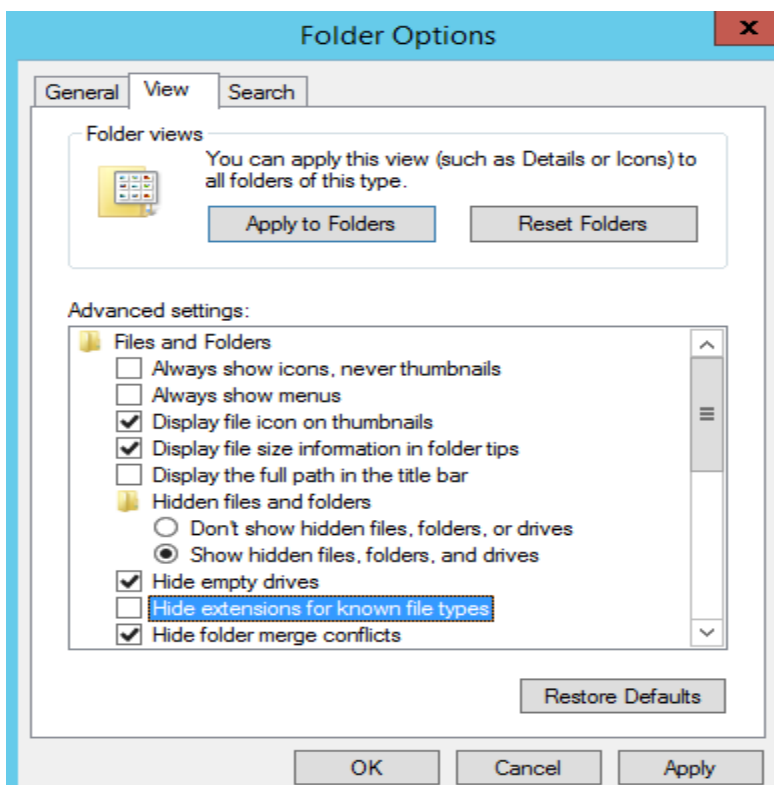 Folder Options
x
General View Search
Folder views
You can apply this view (such as Details or Icons) to
all folders of this type.
Apply to Folders Reset Folders
Advanced settings:
Files and Folders
Always show icons, never thumbnails
Always show menus
Display file icon on thumbnails
Display file size information in folder tips
Display the full path in the title bar
Hidden files and folders
Don't show hidden files, folders, or drives
Show hidden files, folders, and drives
Hide empty drives
Hide extensions for known file types
Hide folder merge conflicts
Restore Defaults
OK Cancel Apply